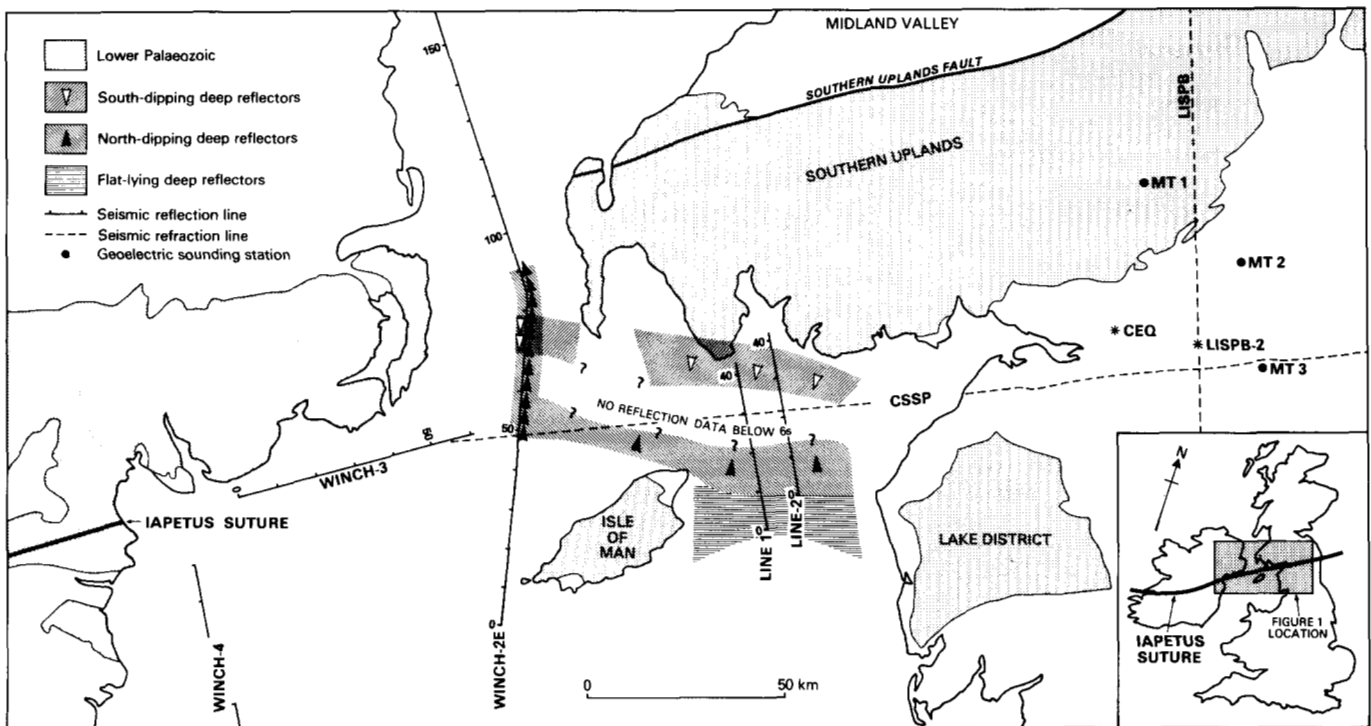 Lower Palaeozoic
South-dipping deep reflectors
North-dipping deep reflectors
Flat-lying deep reflectors
Seismic reflection line
Seismic refraction line
Geoelectric sounding station
150
MIDLAND VALLEY
SOUTHERN UPLANDS FAULT
LISPB
SOUTHERN UPLANDS
MT 1
100
MT 2
CEQ
LISPB-2
40
?
40
?
MT 3
CSSP
NO REFLECTION DATA BELOW 6s
?
50
?
?
?
0
WINCH-3
0
IAPETUS SUTURE
ISLE
OF
MAN
0
LINE 1
LINE-2
LAKE DISTRICT
0
WINCH-4
WINCH-2E
0
50 km
N
IAPETUS
SUTURE
FIGURE 1
LOCATION